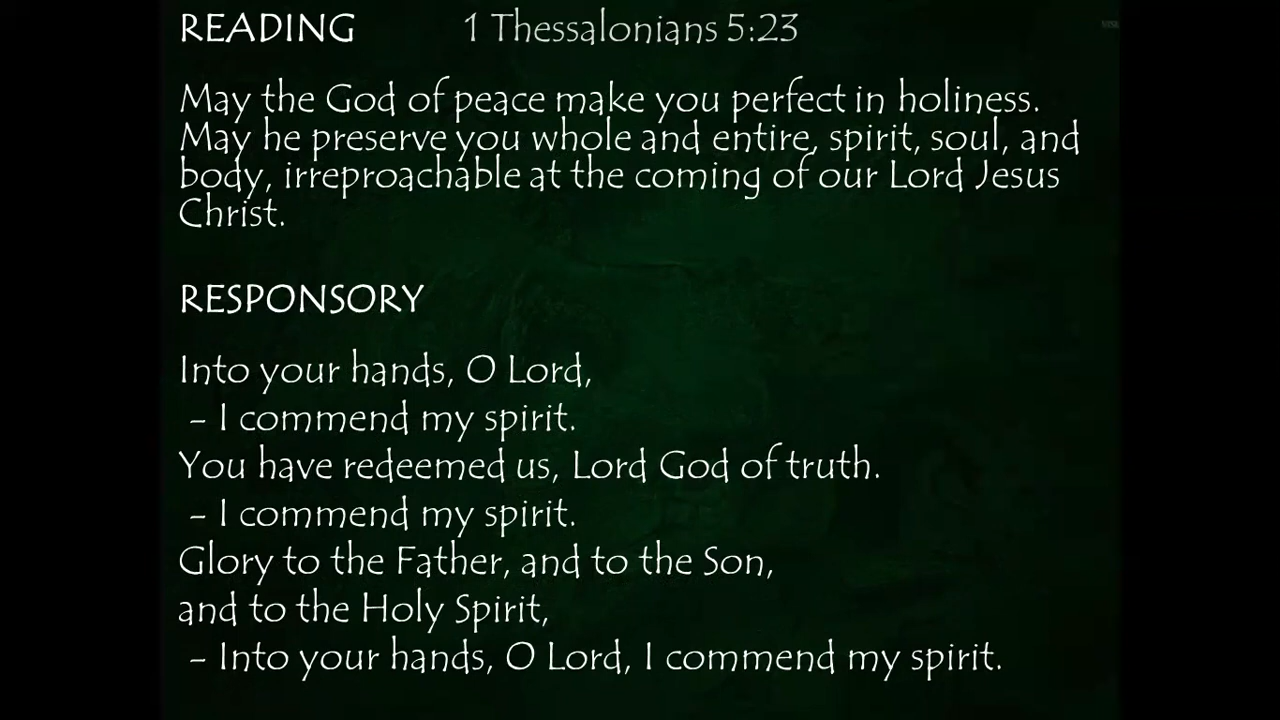 READING 1 Thessalonians 5:23
May the God of peace make you perfect in holiness.
May he preserve you whole and entire, spirit, soul, and
body, irreproachable at the coming of our Lord Jesus
Christ.
RESPONSORY
Into your hands, O Lord,
– I commend my spirit.
You have redeemed us, Lord God of truth.
– I commend my spirit.
Glory to the Father, and to the Son,
and to the Holy Spirit,
– Into your hands, O Lord, I commend my spirit.